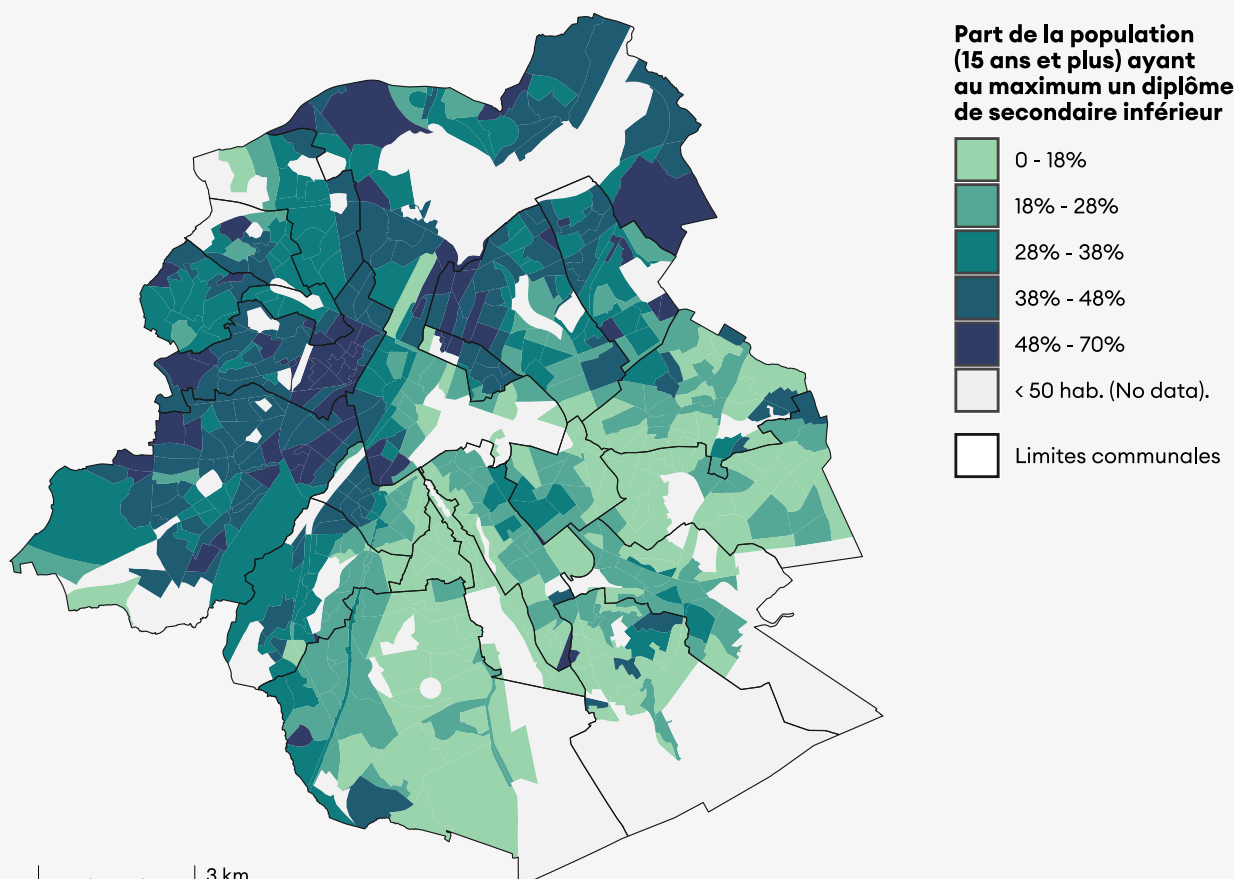 Part de la population
(15 ans et plus) ayant
au maximum un diplôme
de secondaire inférieur
0 - 18%
18% - 28%
28% - 38%
38% - 48%
48% - 70%
< 50 hab. (No data).
Limites communales
3 km